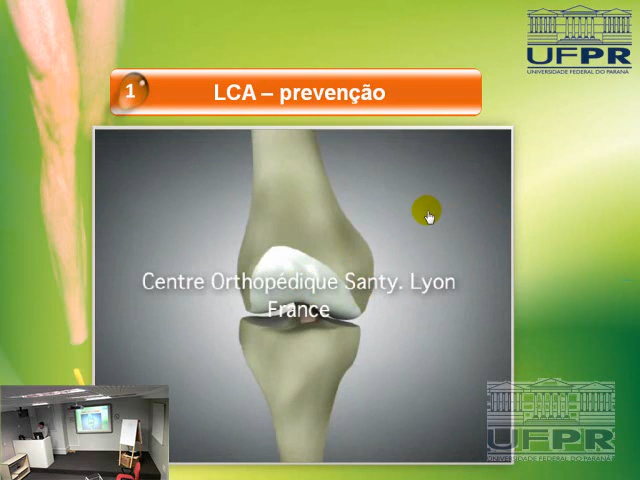 UFPR
UNIVERSIDADE FEDERAL DO PARANÁ
1
LCA – prevenção
Centre Orthopédique Santy. Lyon
France
UFPR
UNIVERSIDADE FEDERAL DO PARANÁ